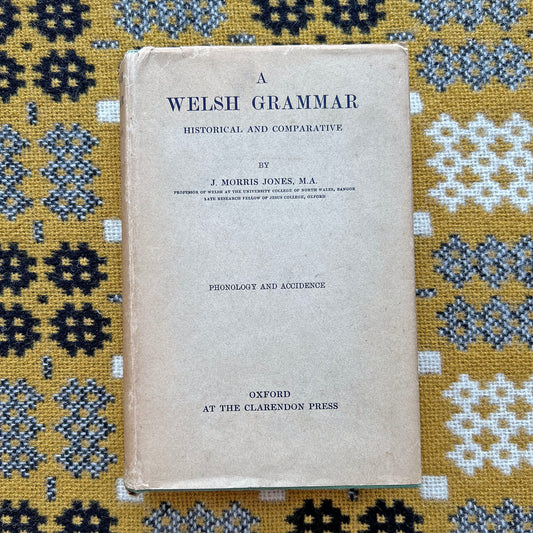 A
WELSH GRAMMAR
HISTORICAL AND COMPARATIVE
BY
J. MORRIS JONES, M.A.
PROFESSOR OF WELSH AT THE UNIVERSITY COLLEGE OF NORTH WALES, BANGOR
LATE RESEARCH FELLOW OF JESUS COLLEGE, OXFORD
PHONOLOGY AND ACCIDENCE
OXFORD
AT THE CLARENDON PRESS